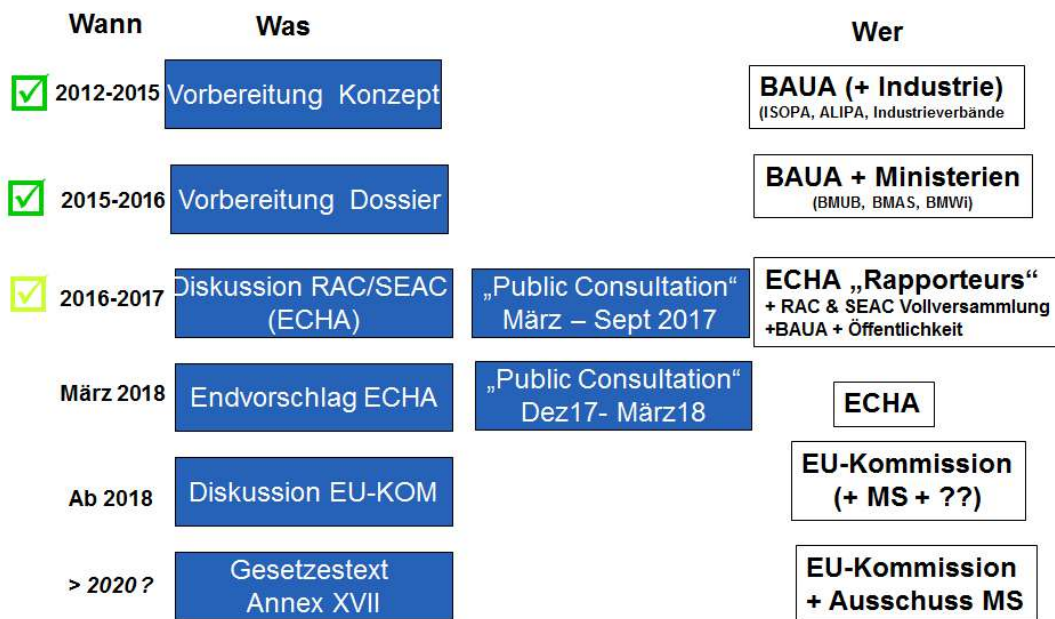 Wann
Was
Wer
2012-2015
Vorbereitung Konzept
BAUA (+ Industrie)
(ISOPA, ALIPA, Industrieverbände
2015-2016
Vorbereitung Dossier
BAUA + Ministerien
(BMUB, BMAS, BMWi)
2016-2017
Diskussion RAC/SEAC
(ECHA)
„Public Consultation“
März – Sept 2017
ECHA „Rapporteurs“
+ RAC & SEAC Vollversammlung
+BAUA + Öffentlichkeit
März 2018
Endvorschlag ECHA
„Public Consultation“
Dez17- März18
ECHA
Ab 2018
Diskussion EU-KOM
EU-Kommission
(+ MS + ??)
> 2020 ?
Gesetzestext
Annex XVII
EU-Kommission
+ Ausschuss MS